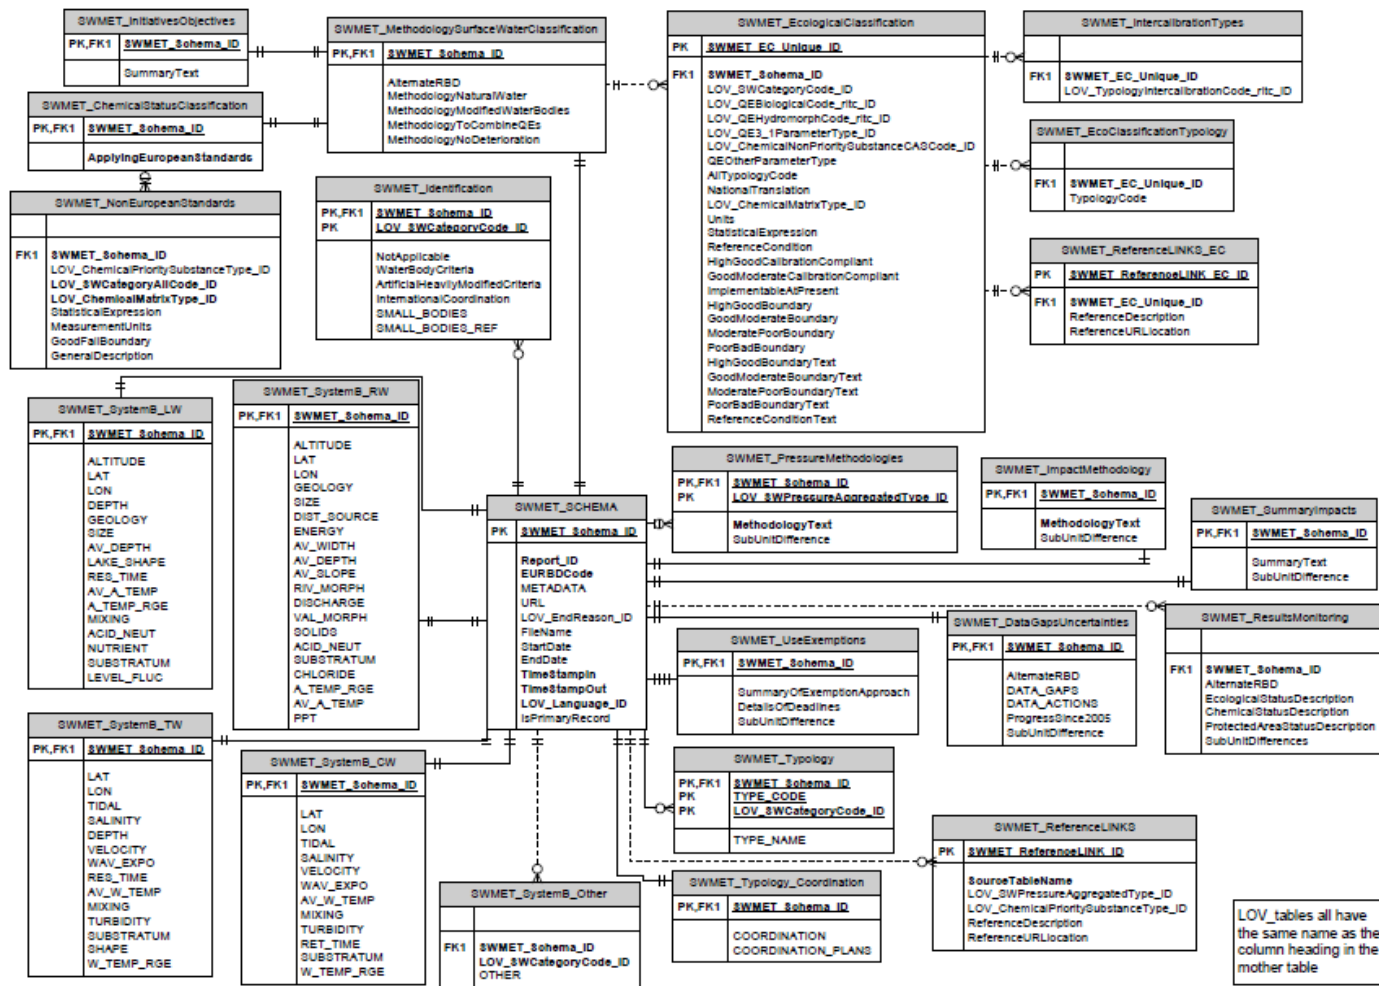 SWMET_InitiativesObjectives
PK,FK1 SWMET_Schema_ID
SummaryText
SWMET_MethodologySurfaceWaterClassification
PK,FK1 SWMET_Schema_ID
AlternateRBD
MethodologyNaturalWater
MethodologyModifiedWaterBodies
MethodologyToCombineQEs
MethodologyNoDeterioration
SWMET_EcologicalClassification
PK SWMET_EC_Unique_ID
FK1 SWMET_Schema_ID
LOV_SWCategoryCode_ID
LOV_QEBiologicalCode_ritc_ID
LOV_QEHydromorphCode_ritc_ID
LOV_QE3_1ParameterType_ID
LOV_ChemicalNonPrioritySubstanceCASCode_ID
QEOtherParameterType
AllTypologyCode
NationalTranslation
LOV_ChemicalMatrixType_ID
Units
StatisticalExpression
ReferenceCondition
HighGoodCalibrationCompliant
GoodModerateCalibrationCompliant
ImplementableAtPresent
HighGoodBoundary
GoodModerateBoundary
ModeratePoorBoundary
PoorBadBoundary
HighGoodBoundaryText
GoodModerateBoundaryText
ModeratePoorBoundaryText
PoorBadBoundaryText
ReferenceConditionText
SWMET_IntercalibrationTypes
FK1 SWMET_EC_Unique_ID
LOV_TypologyIntercalibrationCode_ritc_ID
SWMET_ChemicalStatusClassification
PK,FK1 SWMET_Schema_ID
ApplyingEuropeanStandards
SWMET_EcoClassificationTypology
FK1 SWMET_EC_Unique_ID
TypologyCode
SWMET_NonEuropeanStandards
FK1 SWMET_Schema_ID
LOV_ChemicalPrioritySubstanceType_ID
LOV_SWCategoryAllCode_ID
LOV_ChemicalMatrixType_ID
StatisticalExpression
MeasurementUnits
GoodFailBoundary
GeneralDescription
SWMET_Identification
PK,FK1 SWMET_Schema_ID
PK LOV_SWCategoryCode_ID
NotApplicable
WaterBodyCriteria
ArtificialHeavilyModifiedCriteria
InternationalCoordination
SMALL_BODIES
SMALL_BODIES_REF
SWMET_ReferenceLINKS_EC
PK SWMET_ReferenceLINK_EC_ID
FK1 SWMET_EC_Unique_ID
ReferenceDescription
ReferenceURLlocation
SWMET_SystemB_LW
PK,FK1 SWMET_Schema_ID
ALTITUDE
LAT
LON
DEPTH
GEOLOGY
SIZE
AV_DEPTH
LAKE_SHAPE
RES_TIME
AV_A_TEMP
A_TEMP_RGE
MIXING
ACID_NEUT
NUTRIENT
SUBSTRATUM
LEVEL_FLUC
SWMET_SystemB_RW
PK,FK1 SWMET_Schema_ID
ALTITUDE
LAT
LON
GEOLOGY
SIZE
DIST_SOURCE
ENERGY
AV_WIDTH
AV_DEPTH
AV_SLOPE
RIV_MORPH
DISCHARGE
VAL_MORPH
SOLIDS
ACID_NEUT
SUBSTRATUM
CHLORIDE
A_TEMP_RGE
AV_A_TEMP
PPT
SWMET_SCHEMA
PK SWMET_Schema_ID
Report_ID
EURBDCode
METADATA
URL
LOV_EndReason_ID
FileName
StartDate
EndDate
TimeStampIn
TimeStampOut
LOV_Language_ID
IsPrimaryRecord
SWMET_PressureMethodologies
PK,FK1 SWMET_Schema_ID
PK LOV_SWPressureAggregatedType_ID
MethodologyText
SubUnitDifference
SWMET_ImpactMethodology
PK,FK1 SWMET_Schema_ID
MethodologyText
SubUnitDifference
SWMET_SummaryImpacts
PK,FK1 SWMET_Schema_ID
SummaryText
SubUnitDifference
SWMET_UseExemptions
PK,FK1 SWMET_Schema_ID
SummaryOfExemptionApproach
DetailsOfDeadlines
SubUnitDifference
SWMET_DataGapsUncertainties
PK,FK1 SWMET_Schema_ID
AlternateRBD
DATA_GAPS
DATA_ACTIONS
ProgressSince2005
SubUnitDifference
SWMET_ResultsMonitoring
FK1 SWMET_Schema_ID
AlternateRBD
EcologicalStatusDescription
ChemicalStatusDescription
ProtectedAreaStatusDescription
SubUnitDifferences
SWMET_SystemB_TW
PK,FK1 SWMET_Schema_ID
LAT
LON
TIDAL
SALINITY
DEPTH
VELOCITY
WAV_EXPO
RES_TIME
AV_W_TEMP
MIXING
TURBIDITY
SUBSTRATUM
SHAPE
W_TEMP_RGE
SWMET_SystemB_CW
PK,FK1 SWMET_Schema_ID
LAT
LON
TIDAL
SALINITY
VELOCITY
WAV_EXPO
AV_W_TEMP
MIXING
TURBIDITY
RET_TIME
SUBSTRATUM
W_TEMP_RGE
SWMET_SystemB_Other
FK1 SWMET_Schema_ID
LOV_SWCategoryCode_ID
OTHER
SWMET_Typology
PK,FK1 SWMET_Schema_ID
PK TYPE_CODE
PK LOV_SWCategoryCode_ID
TYPE_NAME
SWMET_Typology_Coordination
PK,FK1 SWMET_Schema_ID
COORDINATION
COORDINATION_PLANS
SWMET_ReferenceLINKS
PK SWMET_ReferenceLINK_ID
SourceTableName
LOV_SWPressureAggregatedType_ID
LOV_ChemicalPrioritySubstanceType_ID
ReferenceDescription
ReferenceURLlocation
LOV_tables all have
the same name as the
column heading in the
mother table